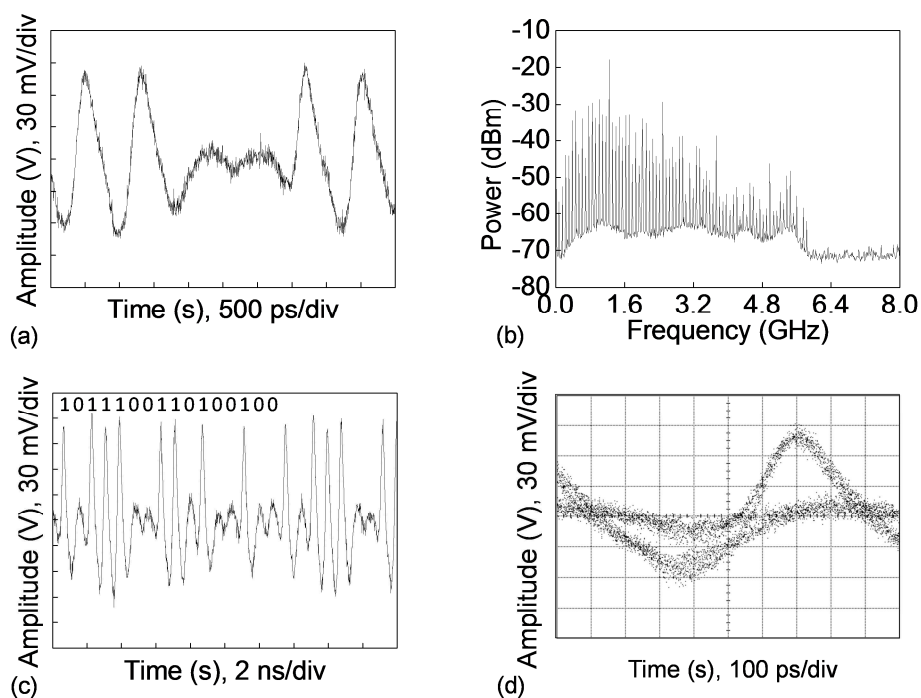 Amplitude (V), 30 mV/div
Time (s), 500 ps/div
(a)
-10
-20
-30
-40
-50
-60
-70
-80
Power (dBm)
0.0 1.6 3.2 4.8 6.4 8.0
Frequency (GHz)
(b)
1011110011010010​0
Amplitude (V), 30 mV/div
Time (s), 2 ns/div
(c)
Amplitude (V), 30 mV/div
Time (s), 100 ps/div
(d)